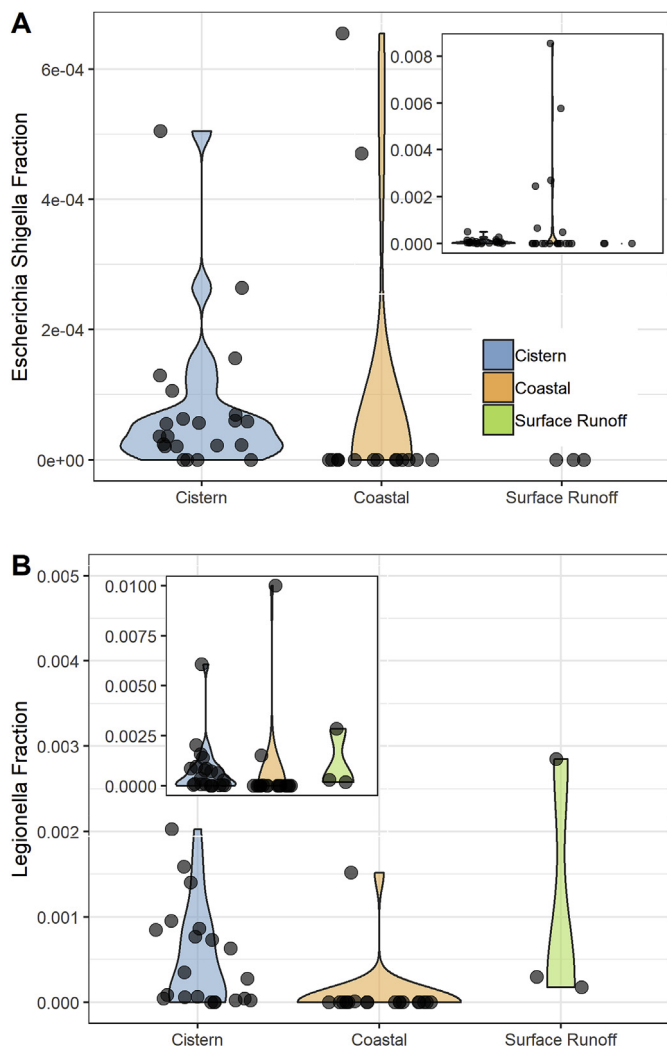 A
Escherichia Shigella Fraction
6e-04
4e-04
2e-04
0e+00
0.008
0.006
0.004
0.002
0.000
Cistern
Coastal
Surface Runoff
Cistern
Coastal
Surface Runoff
B
Legionella Fraction
0.005
0.004
0.003
0.002
0.001
0.000
0.0100
0.0075
0.0050
0.0025
0.0000
Cistern
Coastal
Surface Runoff